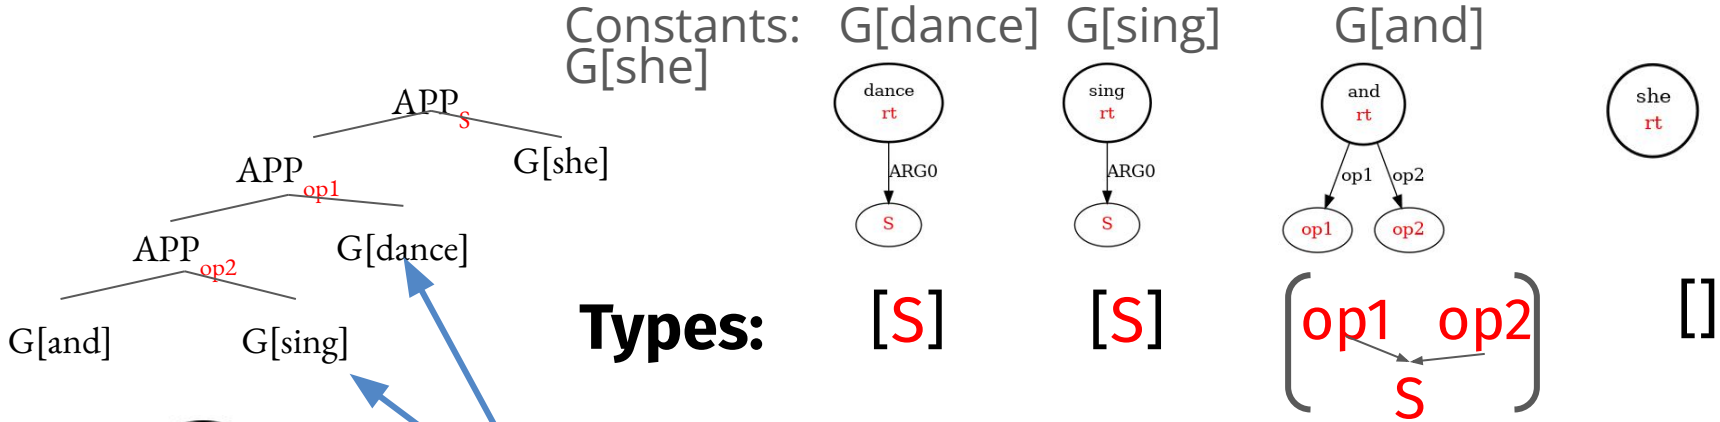 Constants: G[dance] G[sing] G[and]
G[she]
APP S
G[she]
APP op1
G[dance]
APP op2
G[and] G[sing]
dance
rt
ARG0
S
sing
rt
ARG0
S
and
rt
op1 op2
op1 op2
she
rt
Types: [S] [S] ( op1 op2 S ) []